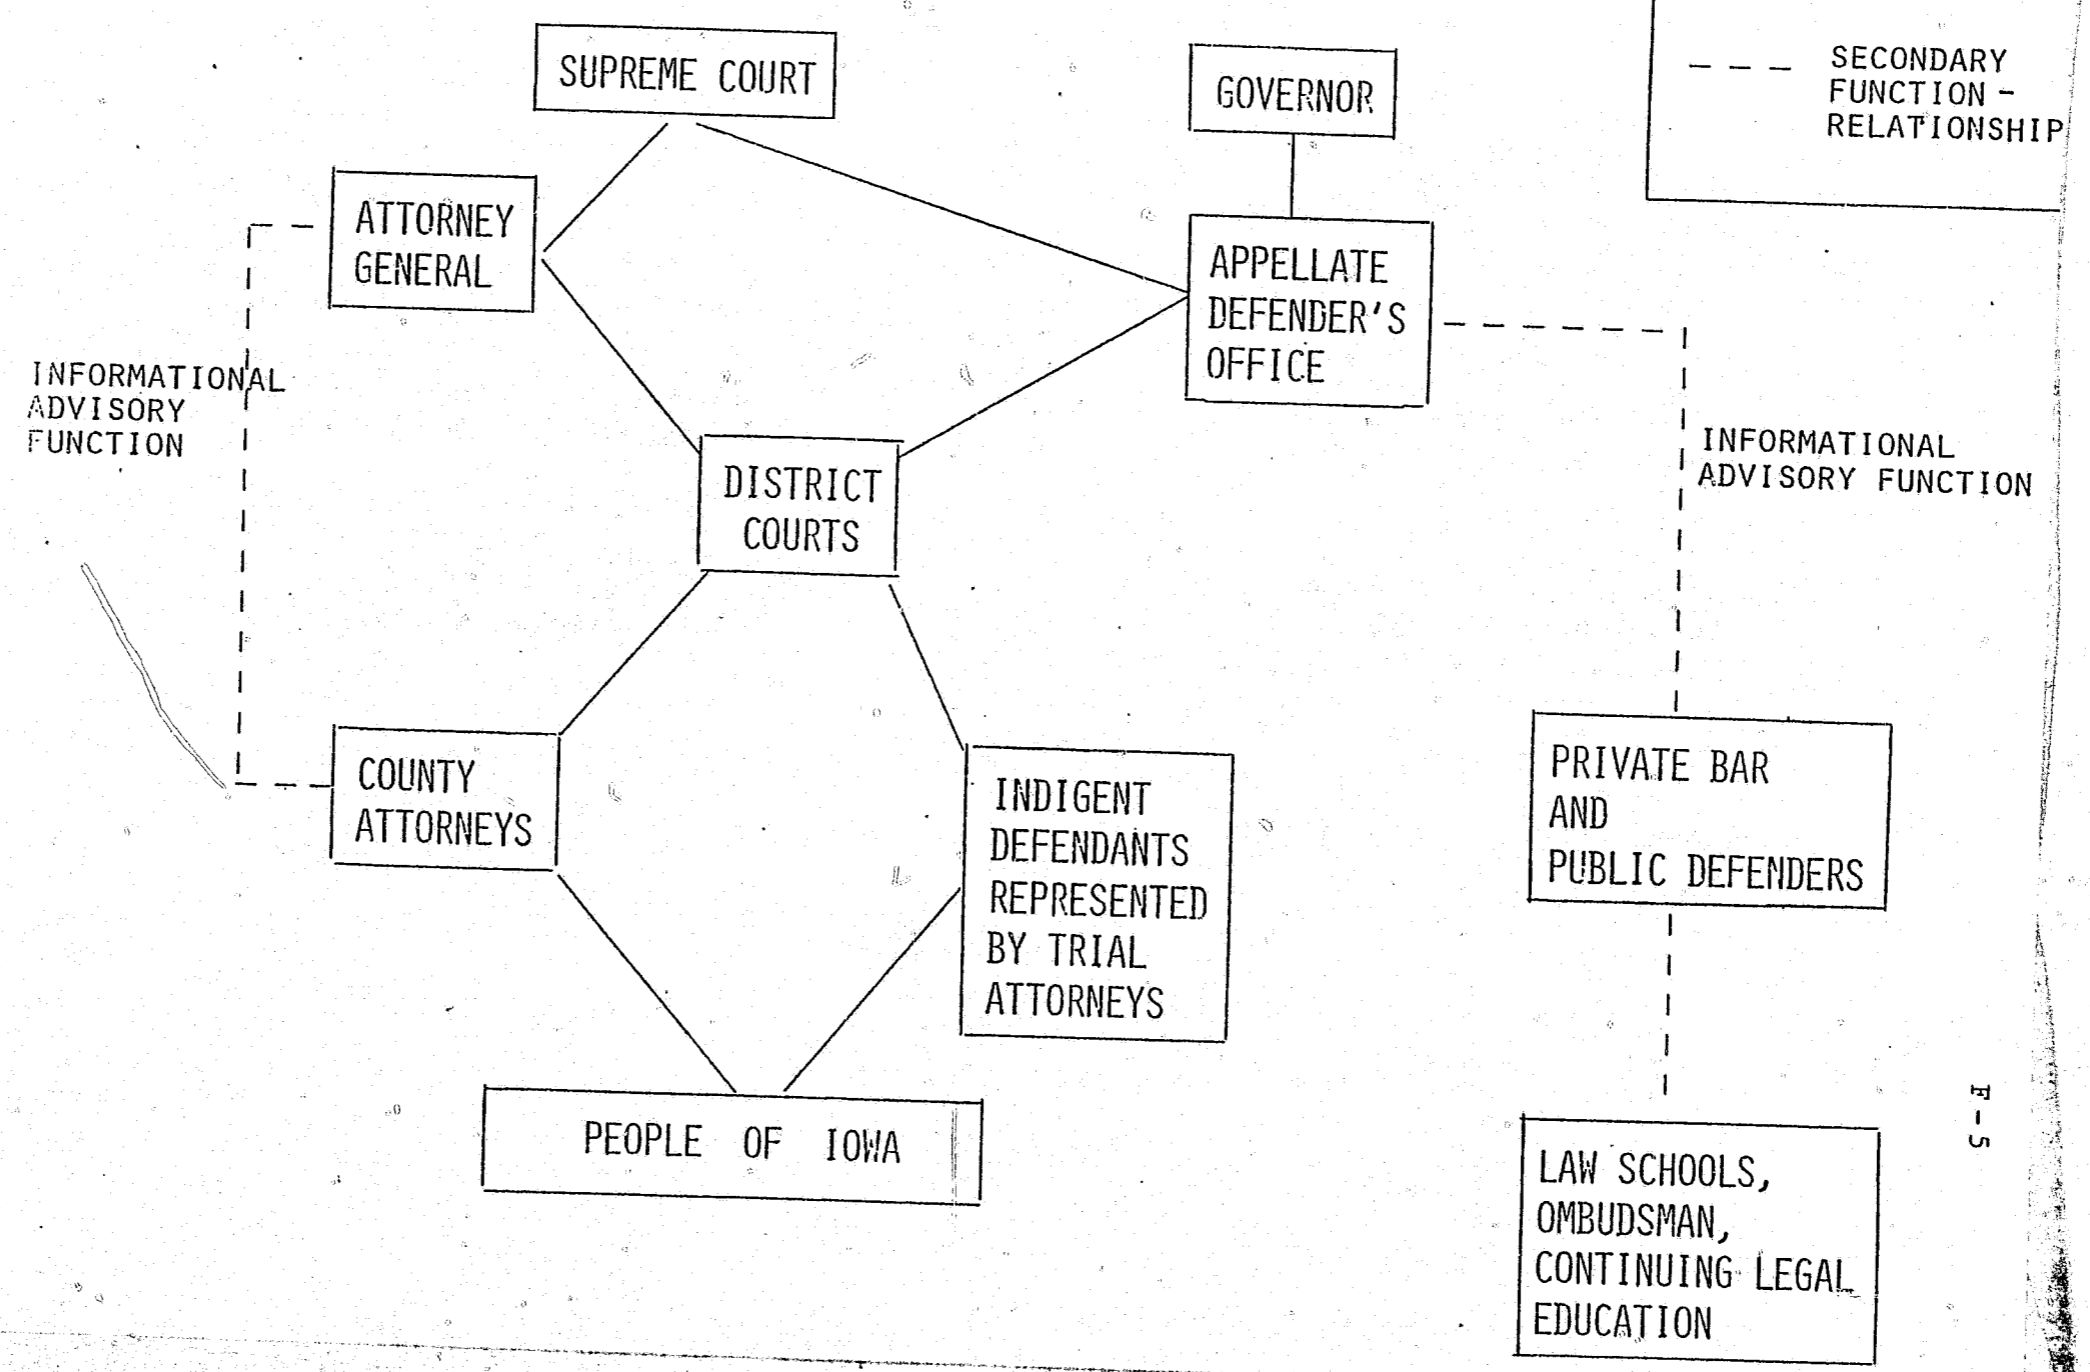 SUPREME COURT
GOVERNOR
— — — SECONDARY
FUNCTION -
RELATIONSHIP
ATTORNEY
GENERAL
APPELLATE
DEFENDER'S
OFFICE
INFORMATIONAL
ADVISORY
FUNCTION
INFORMATIONAL
ADVISORY FUNCTION
DISTRICT
COURTS
COUNTY
ATTORNEYS
INDIGENT
DEFENDANTS
REPRESENTED
BY TRIAL
ATTORNEYS
PRIVATE BAR
AND
PUBLIC DEFENDERS
PEOPLE OF IOWA
LAW SCHOOLS,
OMBUDSMAN,
CONTINUING LEGAL
EDUCATION
F-5